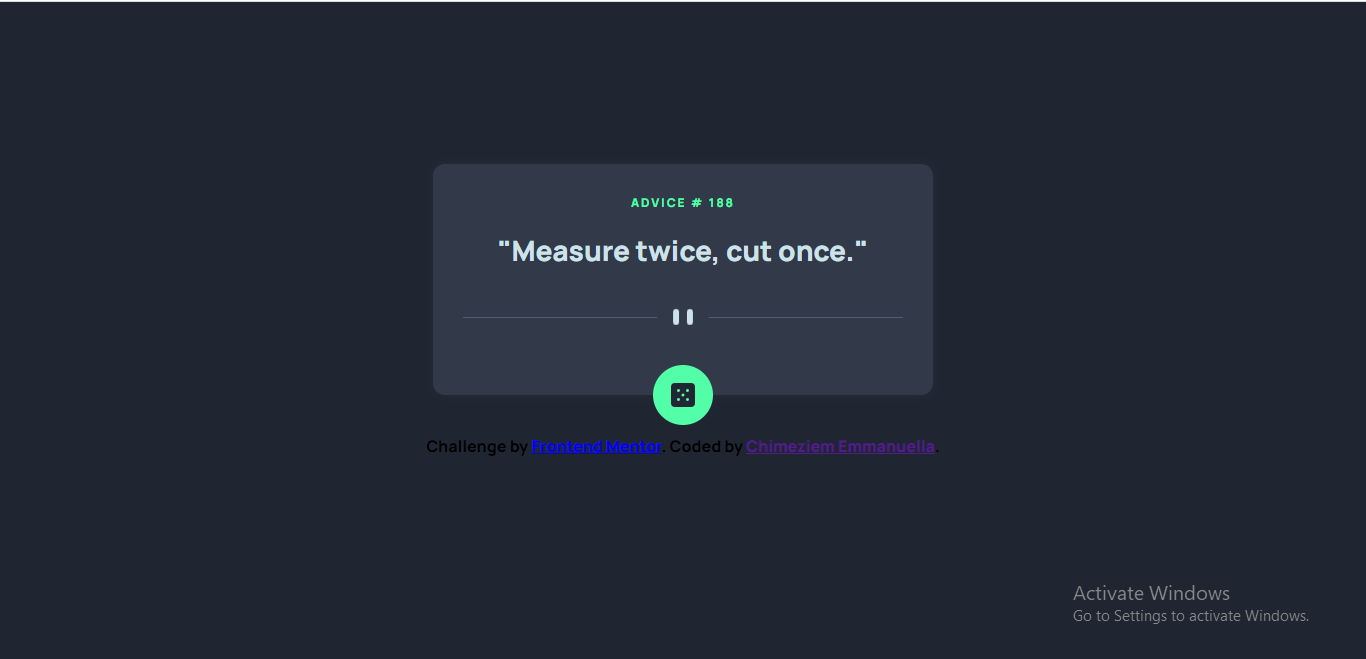 ADVICE # 188
"Measure twice, cut once."
Challenge by Frontend Mentor. Coded by Chimeziem Emmanuella.
Activate Windows
Go to Settings to activate Windows.